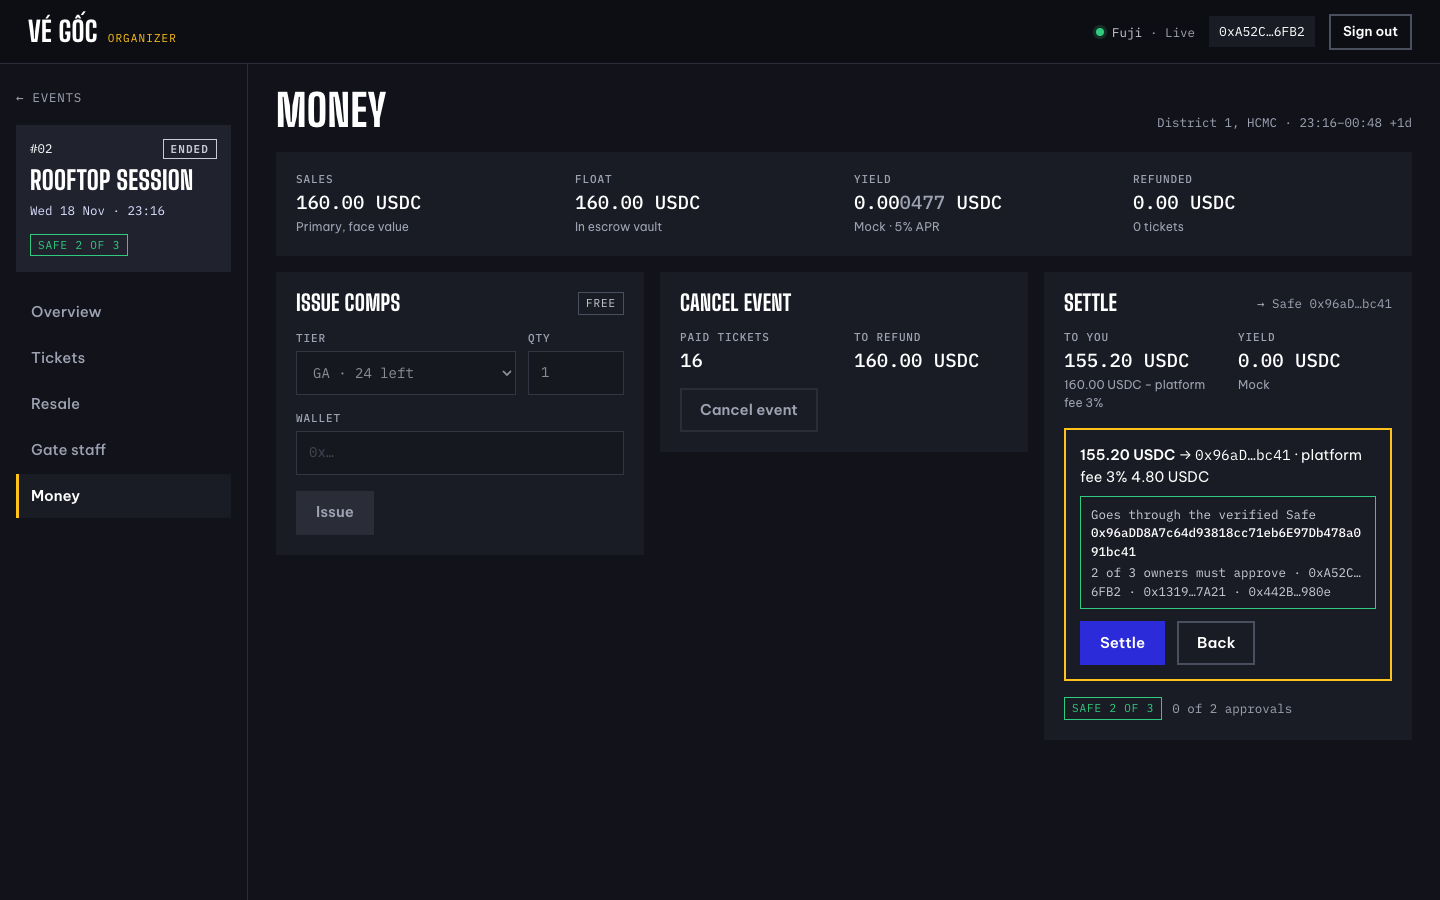 VÉ GỐC ORGANIZER
Fuji · Live
0xA52C…6FB2
Sign out
← EVENTS
#02
ENDED
ROOFTOP SESSION
Wed 18 Nov · 23:16
SAFE 2 OF 3
Overview
Tickets
Resale
Gate staff
Money
MONEY
District 1, HCMC · 23:16–00:48 +1d
SALES
160.00 USDC
Primary, face value
FLOAT
160.00 USDC
In escrow vault
YIELD
0.000477 USDC
Mock · 5% APR
REFUNDED
0.00 USDC
0 tickets
ISSUE COMPS
FREE
TIER
GA · 24 left
QTY
1
WALLET
0x…
Issue
CANCEL EVENT
PAID TICKETS
16
TO REFUND
160.00 USDC
Cancel event
SETTLE
→ Safe 0x96aD…bc41
TO YOU
155.20 USDC
160.00 USDC − platform
fee 3%
YIELD
0.00 USDC
Mock
155.20 USDC → 0x96aD…bc41 · platform
fee 3% 4.80 USDC
Goes through the verified Safe
0x96aDD8A7c64d93818cc71eb6E97Db478a0
91bc41
2 of 3 owners must approve · 0xA52C…
6FB2 · 0x1319…7A21 · 0x442B…980e
Settle
Back
SAFE 2 OF 3
0 of 2 approvals